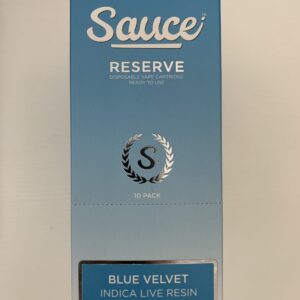 Sauce
RESERVE
DISPOSABLE VAPE CARTRIDGE
READY TO USE
S
10 PACK
BLUE VELVET
INDICA LIVE RESIN